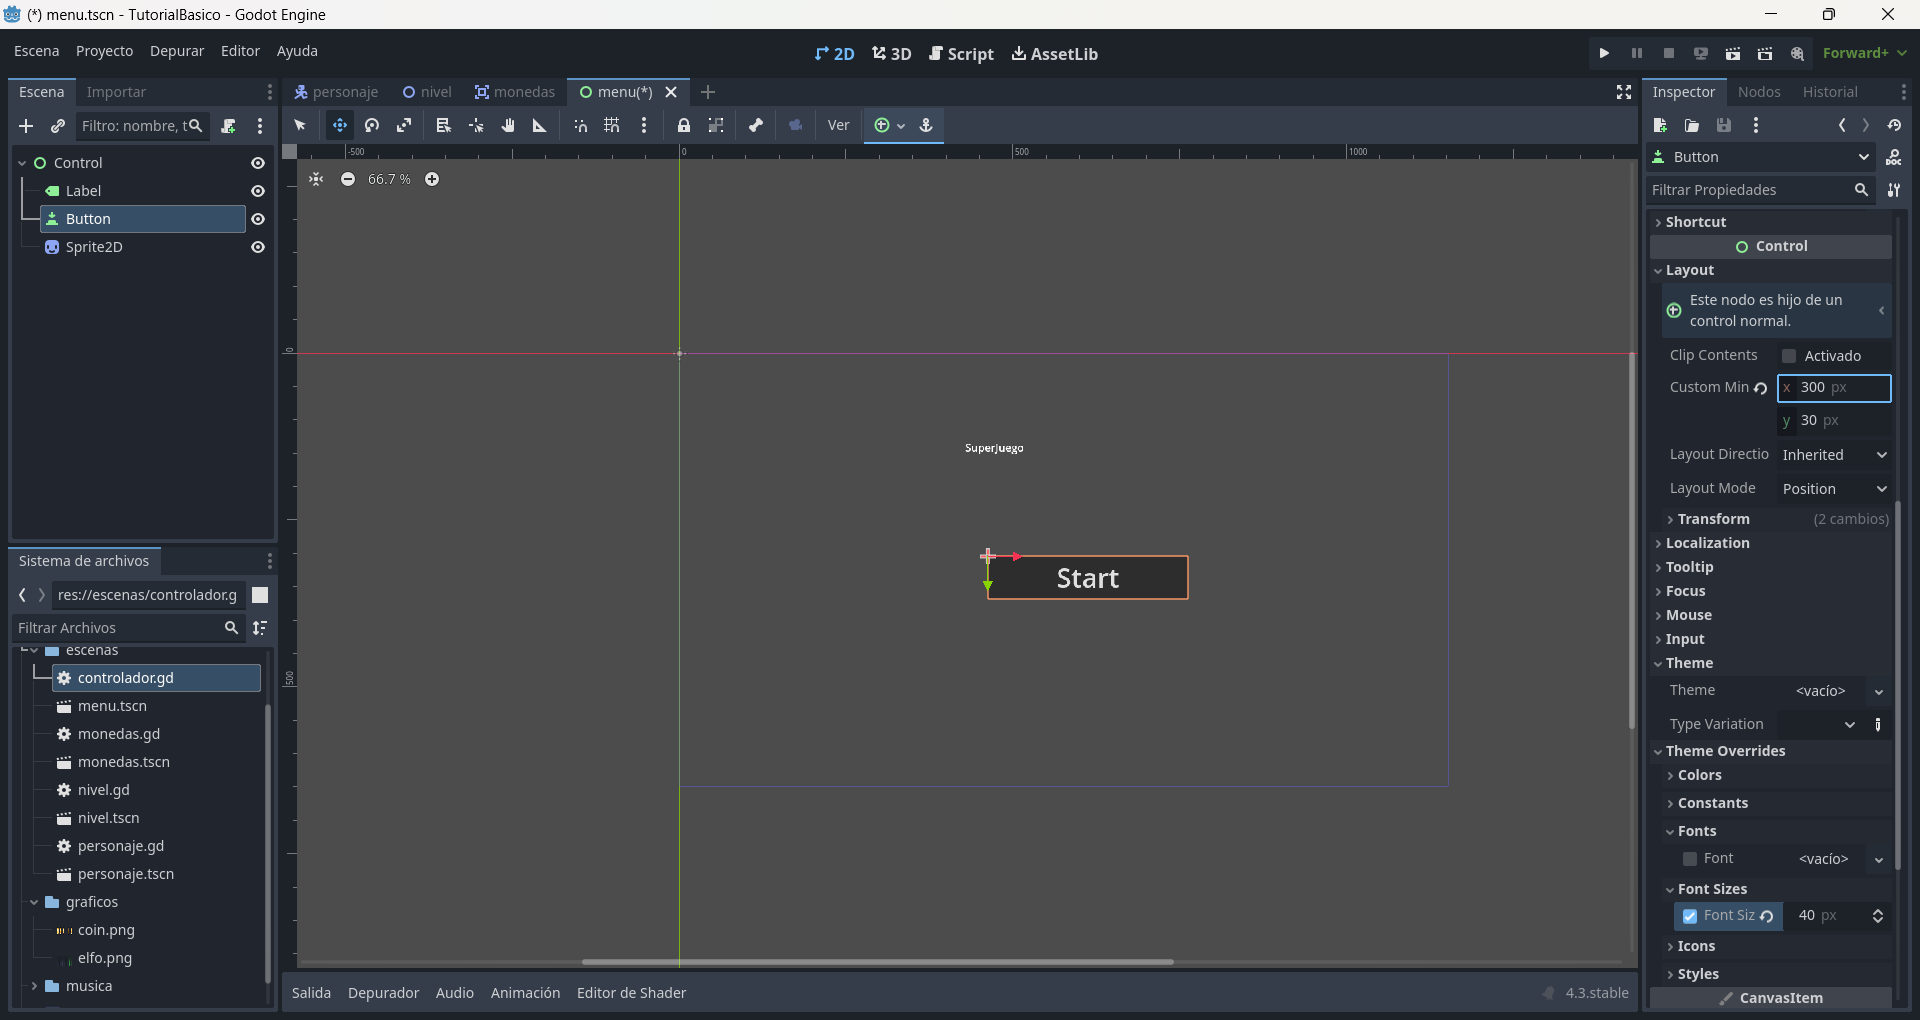 (*) menu.tscn - TutorialBasico - Godot Engine
Escena Proyecto Depurar Editor Ayuda
2D 3D Script AssetLib
Forward+
Escena Importar
personaje nivel monedas menu(*)
Inspector Nodos Historial
Filtro: nombre, t
Ver
Control
Label
Button
Sprite2D
-500 0 500 1000
66.7 %
0
500
Superjuego
Start
Button
Filtrar Propiedades
Shortcut
Control
Layout
Este nodo es hijo de un
control normal.
Clip Contents Activado
Custom Min x 300 px
y 30 px
Layout Directio Inherited
Layout Mode Position
Transform (2 cambios)
Localization
Tooltip
Focus
Mouse
Input
Theme
Theme <vacío>
Type Variation
Theme Overrides
Colors
Constants
Fonts
Font <vacío>
Font Sizes
Font Siz 40 px
Icons
Styles
CanvasItem
Sistema de archivos
res://escenas/controlador.g
Filtrar Archivos
escenas
controlador.gd
menu.tscn
monedas.gd
monedas.tscn
nivel.gd
nivel.tscn
personaje.gd
personaje.tscn
graficos
coin.png
elfo.png
musica
Salida Depurador Audio Animación Editor de Shader
4.3.stable